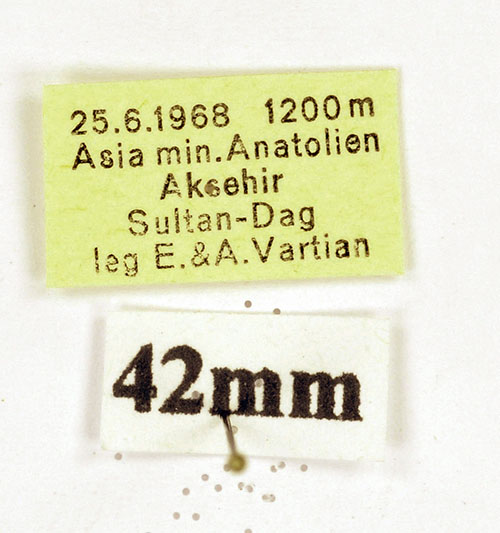 25.6.1968 1200m
Asia min.Anatolien
Aksehir
Sultan-Dag
leg E.&A.Vartian
42mm